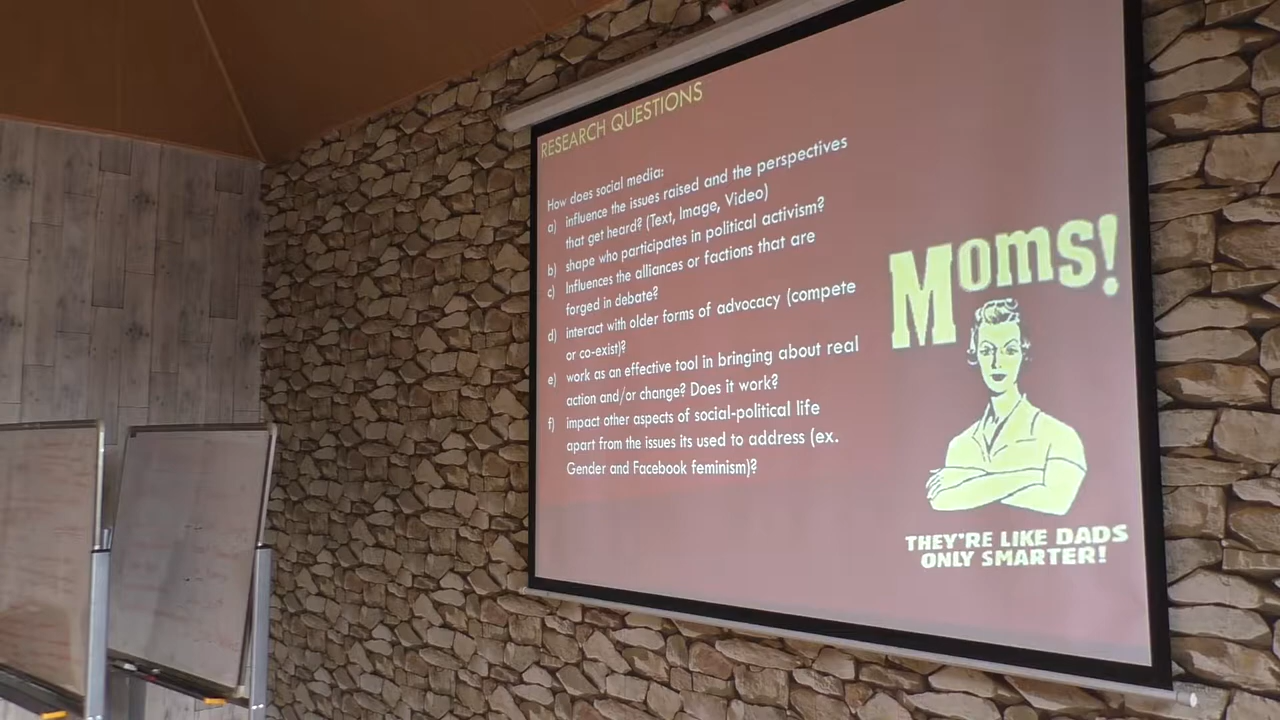 RESEARCH QUESTIONS
How does social media:
a) influence the issues raised and the perspectives
that get heard? (Text, Image, Video)
b) shape who participates in political activism?
c) Influences the alliances or factions that are
forged in debate?
d) interact with older forms of advocacy (compete
or co-exist)?
e) work as an effective tool in bringing about real
action and/or change? Does it work?
f) impact other aspects of social-political life
apart from the issues its used to address (ex.
Gender and Facebook feminism)?
Moms!
THEY'RE LIKE DADS
ONLY SMARTER!